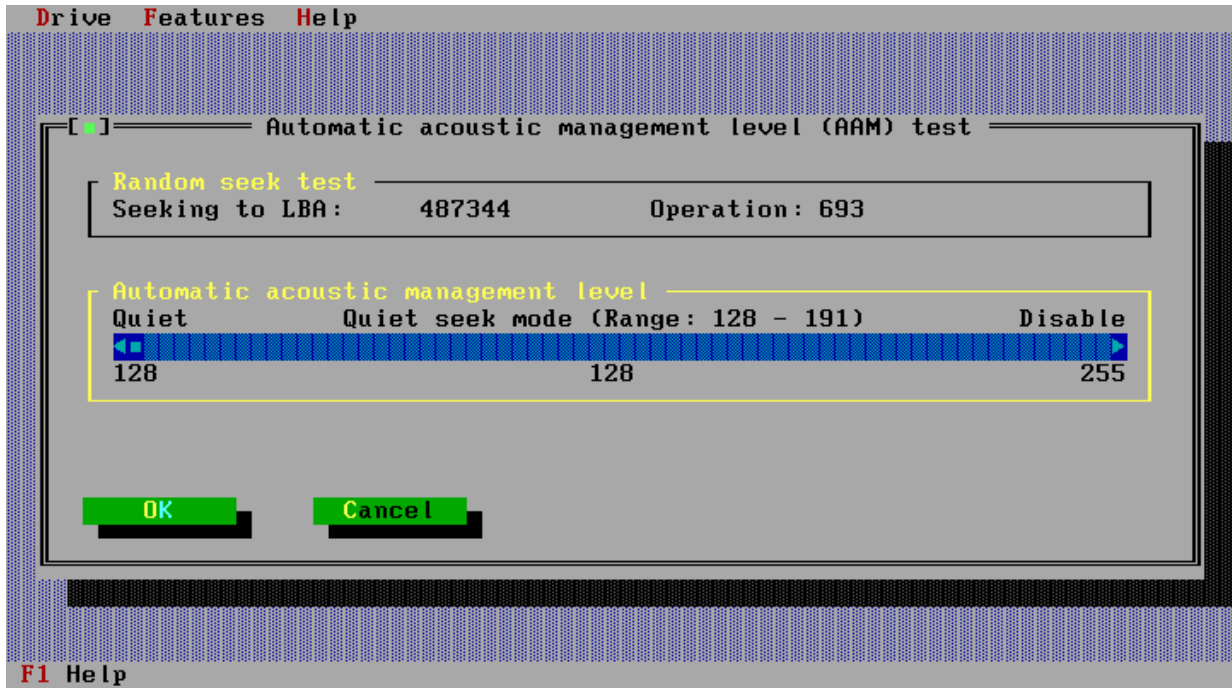 Drive Features Help
[■] Automatic acoustic management level (AAM) test
Random seek test
Seeking to LBA: 487344 Operation: 693
Automatic acoustic management level
Quiet Quiet seek mode (Range: 128 - 191) Disable
128 128 255
OK Cancel
F1 Help